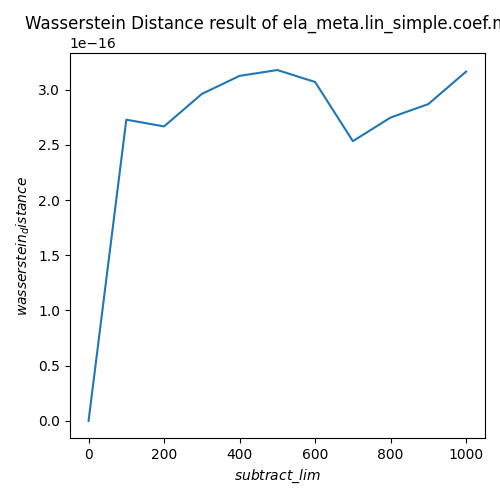 Wasserstein Distance result of ela_meta.lin_simple.coef.m
1e−16
3.0
2.5
2.0
1.5
1.0
0.5
0.0
wasserstein_distance
0 200 400 600 800 1000
subtract_lim